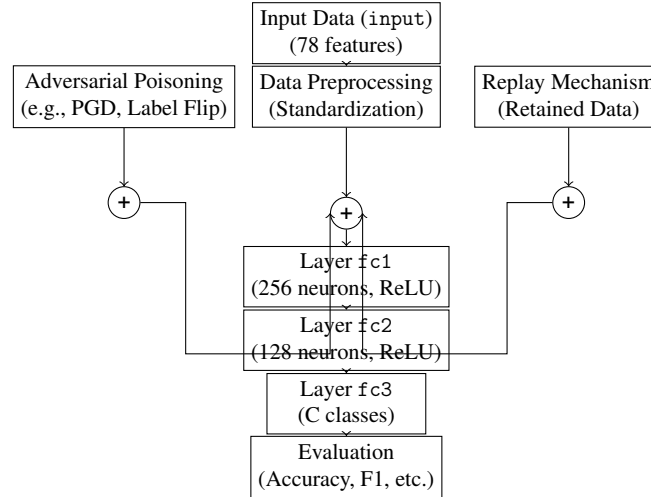 Input Data (input)
(78 features)
Adversarial Poisoning
(e.g., PGD, Label Flip)
Data Preprocessing
(Standardization)
Replay Mechanism
(Retained Data)
+
+
+
Layer fc1
(256 neurons, ReLU)
Layer fc2
(128 neurons, ReLU)
Layer fc3
(C classes)
Evaluation
(Accuracy, F1, etc.)